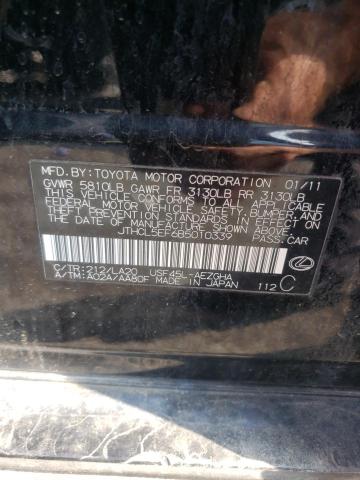 MFD. BY: TOYOTA MOTOR CORPORATION 01/11
GVWR 5810LB GAWR FR 3130LB RR 3130LB
THIS VEHICLE CONFORMS TO ALL APPLICABLE
FEDERAL MOTOR VEHICLE SAFETY, BUMPER, AND
THEFT PREVENTION STANDARDS IN EFFECT ON
THE DATE OF MANUFACTURE SHOWN ABOVE.
JTHCL5EF6B5010339 PASS. CAR
C/TR:212/LA20 USF45L-AEZGHA
A/TM:A02A/AA80F MADE IN JAPAN 112 C